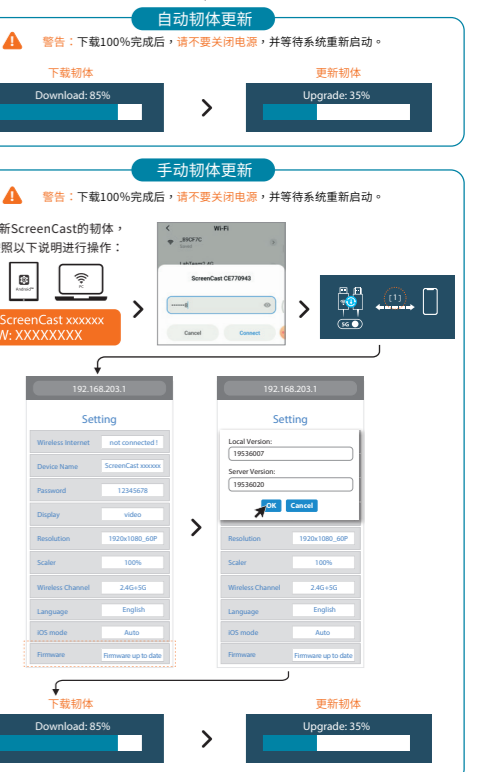 自动韧体更新
警告：下载100%完成后，请不要关闭电源，并等待系统重新启动。
下载韧体
更新韧体
Download: 85%
Upgrade: 35%
手动韧体更新
警告：下载100%完成后，请不要关闭电源，并等待系统重新启动。
新ScreenCast的韧体，
照以下说明进行操作：
Android™
PC
ScreenCast xxxxxx
W: XXXXXXXX
Wi-Fi
_89CF7C
Saved
LabTeam2.4G
ScreenCast CE770943
Cancel
Connect
5G
[1]
192.168.203.1
Setting
Wireless Internet
not connected !
Device Name
ScreenCast xxxxxx
Password
12345678
Display
video
Resolution
1920x1080_60P
Scaler
100%
Wireless Channel
2.4G+5G
Language
English
iOS mode
Auto
Firmware
Firmware up to date
192.168.203.1
Setting
Local Version:
19536007
Server Version:
19536020
OK
Cancel
Resolution
1920x1080_60P
Scaler
100%
Wireless Channel
2.4G+5G
Language
English
iOS mode
Auto
Firmware
Firmware up to date
下载韧体
更新韧体
Download: 85%
Upgrade: 35%